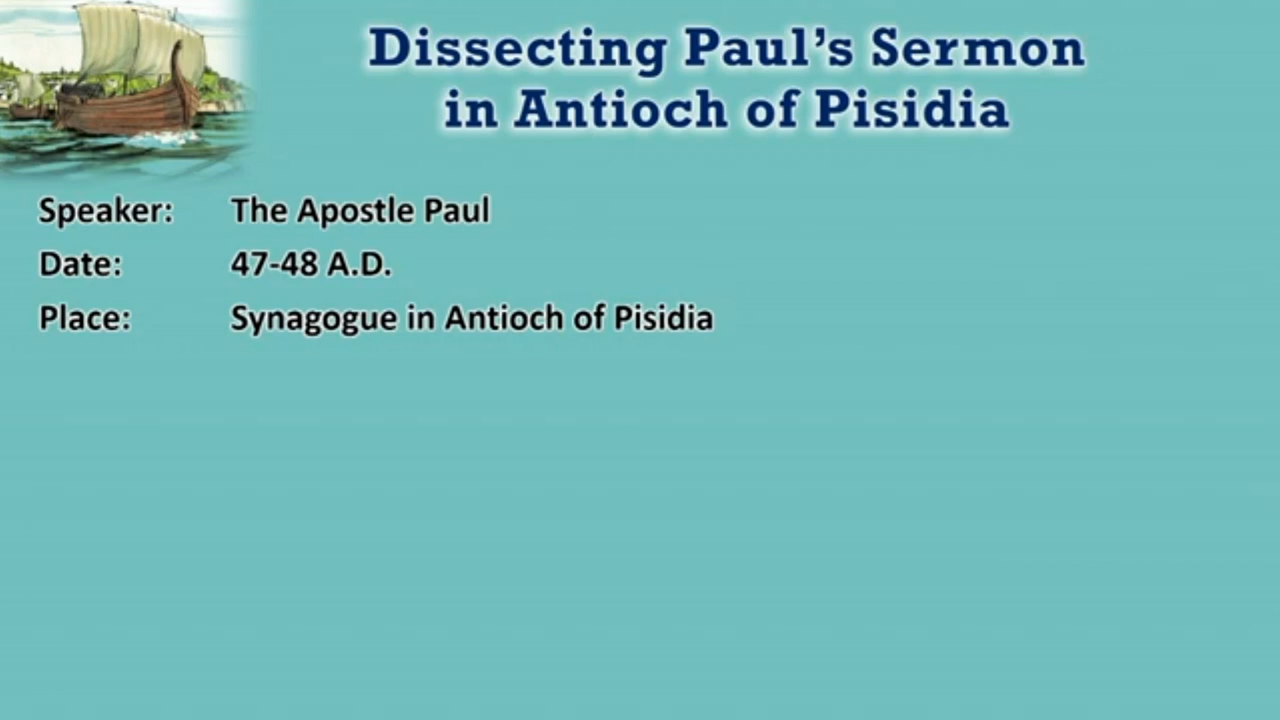 Dissecting Paul’s Sermon
in Antioch of Pisidia
Speaker: The Apostle Paul
Date: 47-48 A.D.
Place: Synagogue in Antioch of Pisidia